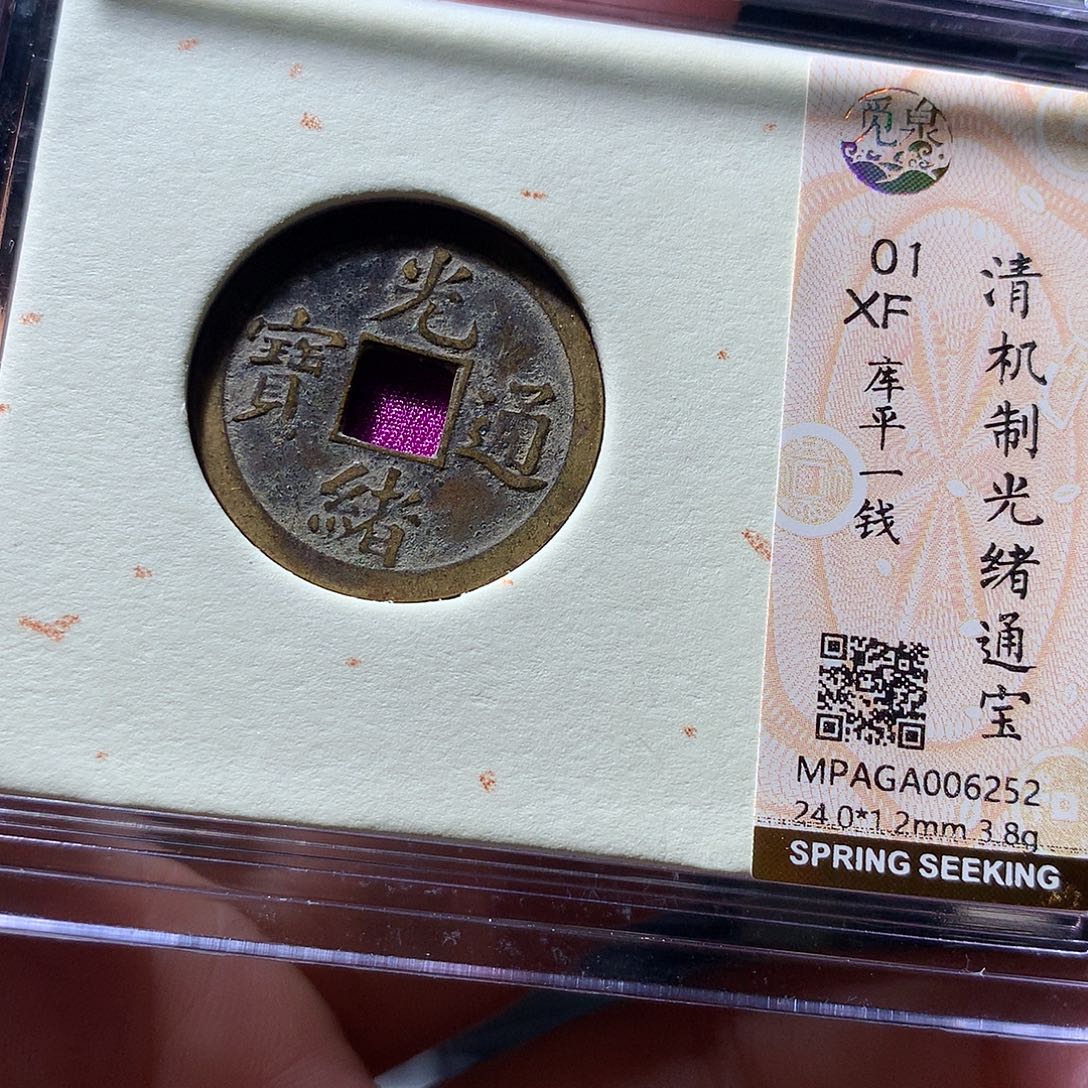 光
緒
通
寶
觅泉
01
XF
库平一钱
清机制光绪通宝
MPAGA006252
24.0*1.2mm 3.8g
SPRING SEEKING